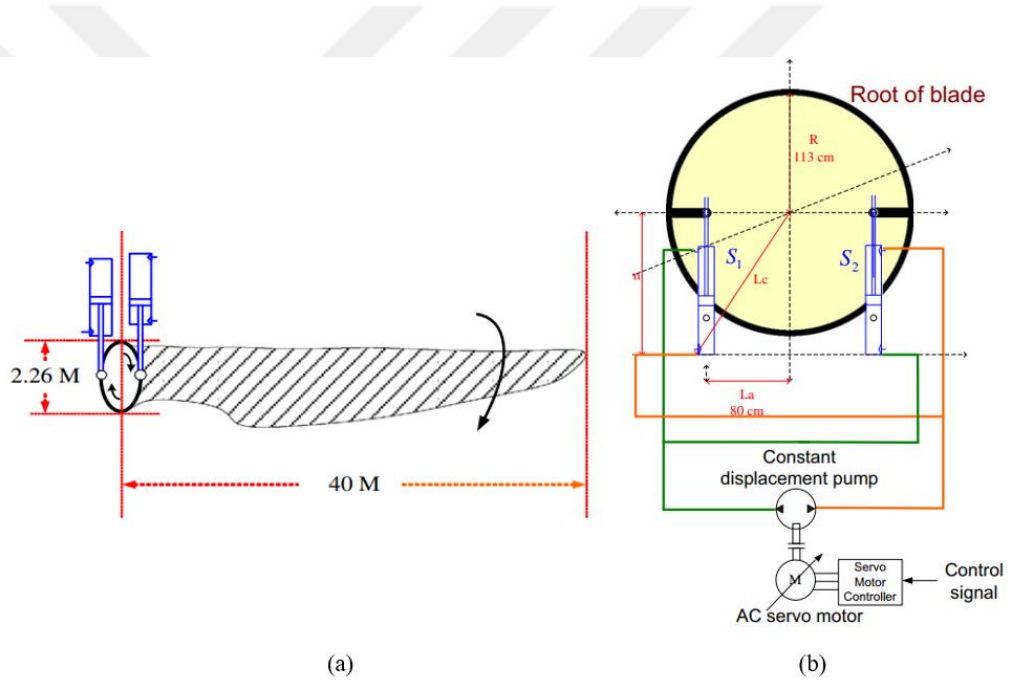 2.26 M
40 M
(a)
Root of blade
R
113 cm
S₁
S₂
Lc
La
80 cm
Constant
displacement pump
M
Servo
Motor
Controller
Control
signal
AC servo motor
(b)